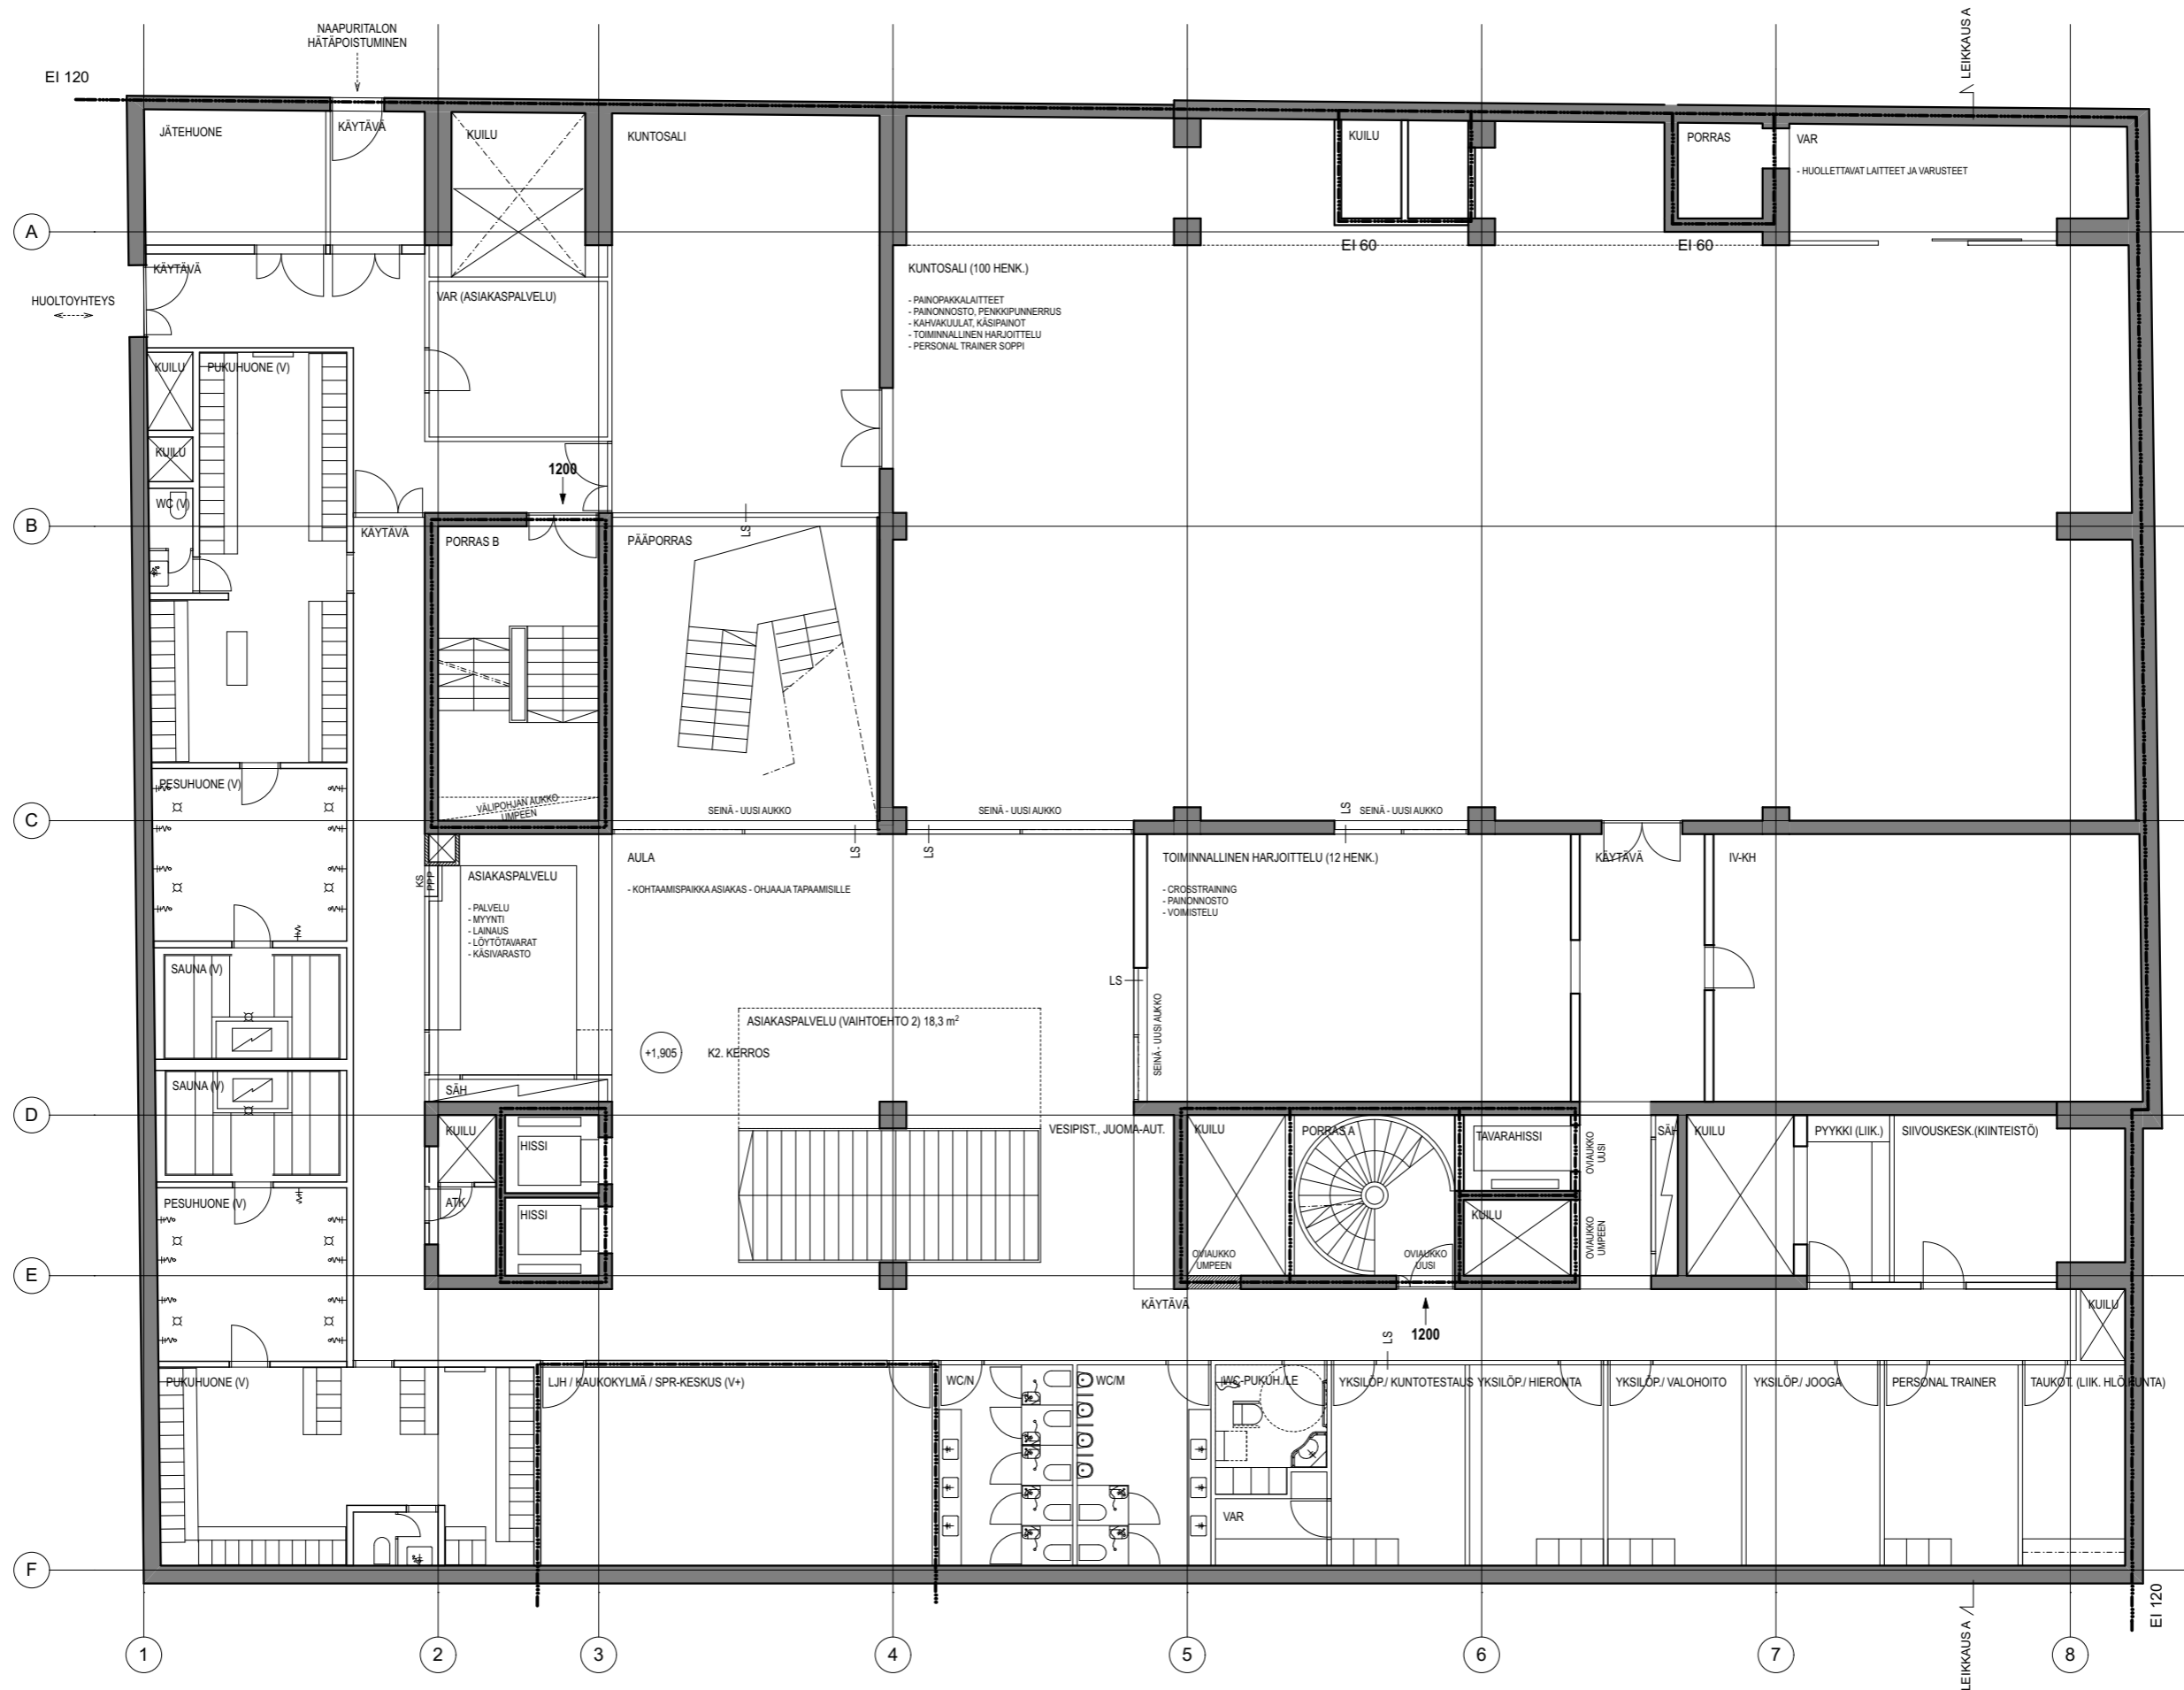 NAAPURITALON
HÄTÄPOISTUMINEN
LEIKKAUS A
EI 120
JÄTEHUONE
KÄYTÄVÄ
KUILU
KUNTOSALI
KUILU
PORRAS
VAR
- HUOLLETTAVAT LAITTEET JA VARUSTEET
A
EI 60
EI 60
KÄYTÄVÄ
HUOLTOYHTEYS
VAR (ASIAKASPALVELU)
KUNTOSALI (100 HENK.)
- PAINOPAKKALAITTEET
- PAINONNOSTO, PENKKIPUNNERRUS
- KAHVAKUULAT, KÄSIPAINOT
- TOIMINNALLINEN HARJOITTELU
- PERSONAL TRAINER SOPPI
KUILU
PUKUHUONE (V)
KUILU
1200
WC (V)
B
KÄYTÄVÄ
PORRAS B
PÄÄPORRAS
LS
PESUHUONE (V)
VÄLIPOHJAN AUKKO
UMPEEN
SEINÄ - UUSI AUKKO
SEINÄ - UUSI AUKKO
LS
SEINÄ - UUSI AUKKO
C
LS
LS
KS
PPP
ASIAKASPALVELU
- PALVELU
- MYYNTI
- LAINAUS
- LÖYTÖTAVARAT
- KÄSIVARASTO
AULA
- KOHTAAMISPAIKKA ASIAKAS - OHJAAJA TAPAAMISILLE
TOIMINNALLINEN HARJOITTELU (12 HENK.)
- CROSSTRAINING
- PAINONNOSTO
- VOIMISTELU
KÄYTÄVÄ
IV-KH
SAUNA (V)
LS
SEINÄ - UUSI AUKKO
ASIAKASPALVELU (VAIHTOEHTO 2) 18,3 m²
+1,905
K2. KERROS
SAUNA (V)
SÄH
D
KUILU
HISSI
VESIPIST., JUOMA-AUT.
KUILU
PORRAS A
TAVARAHISSI
OVIAUKKO
UUSI
SÄH
KUILU
PYYKKI (LIIK.)
SIIVOUSKESK.(KIINTEISTÖ)
PESUHUONE (V)
ATK
HISSI
KUILU
OVIAUKKO
UMPEEN
OVIAUKKO
UMPEEN
OVIAUKKO
UUSI
E
KÄYTÄVÄ
1200
LS
KUILU
PUKUHUONE (V)
LJH / KAUKOKYLMÄ / SPR-KESKUS (V+)
WC/N
WC/M
WC-PUKUH./LE
YKSILÖP./ KUNTOTESTAUS
YKSILÖP./ HIERONTA
YKSILÖP./ VALOHOITO
YKSILÖP./ JOOGA
PERSONAL TRAINER
TAUKOT. (LIIK. HLÖKUNTA)
VAR
F
EI 120
LEIKKAUS A
1
2
3
4
5
6
7
8